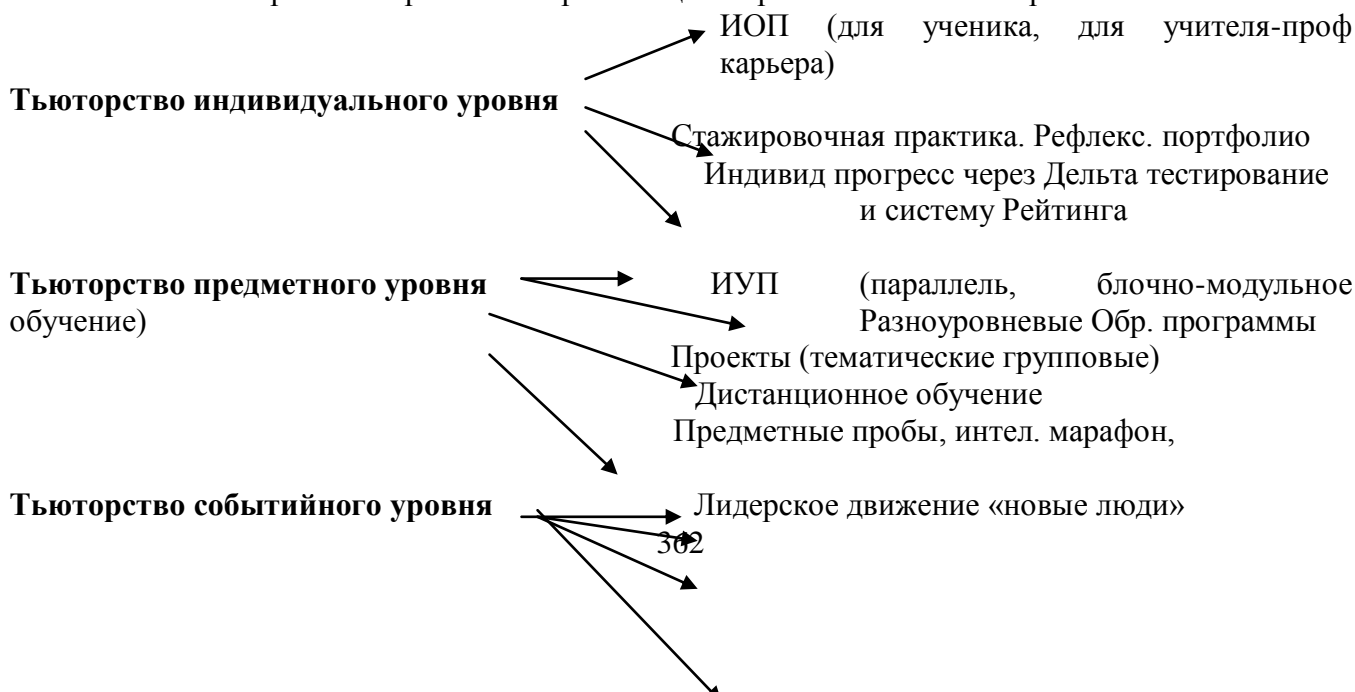 ИОП (для ученика, для учителя-проф
карьера)
Тьюторство индивидуального уровня
Стажировочная практика. Рефлекс. портфолио
Индивид прогресс через Дельта тестирование
и систему Рейтинга
Тьюторство предметного уровня ИУП (параллель, блочно-модульное
обучение) Разноуровневые Обр. программы
Проекты (тематические групповые)
Дистанционное обучение
Предметные пробы, интел. марафон,
Тьюторство событийного уровня Лидерское движение «новые люди»
362